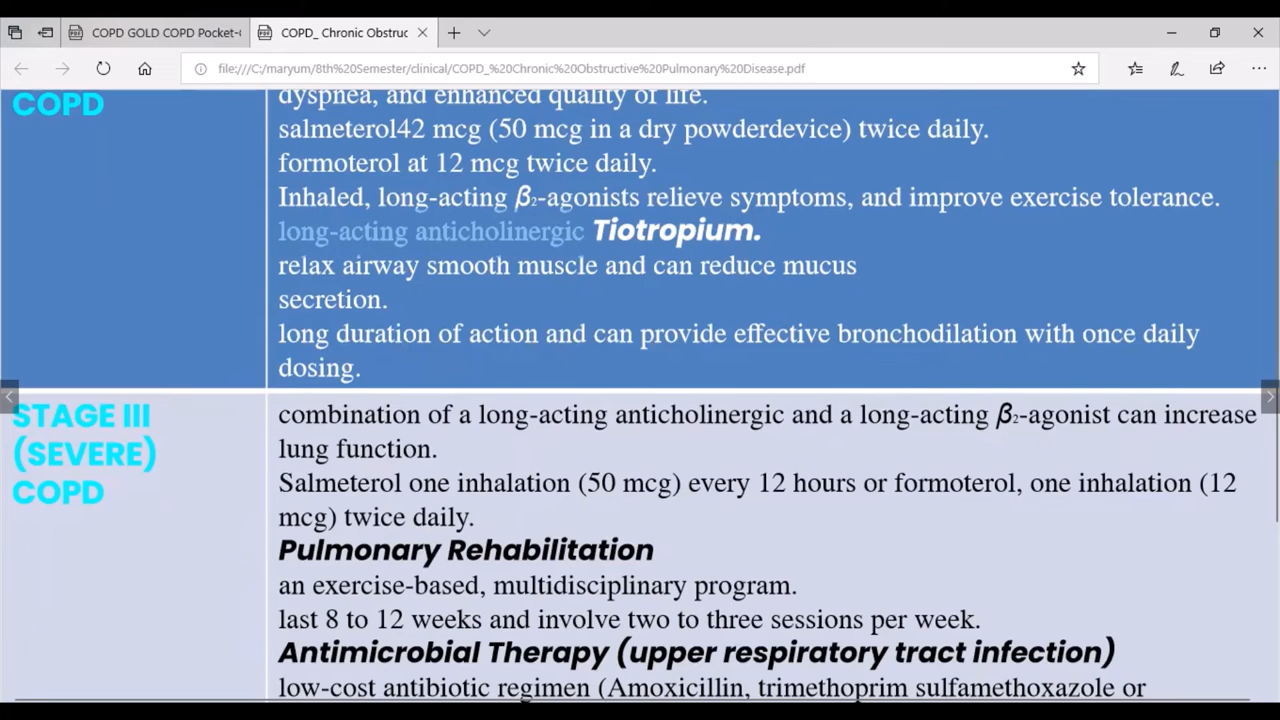 COPD GOLD COPD Pocket-
COPD_ Chronic Obstruc
file:///C:/maryum/8th%20Semester/clinical/COPD_%20Chronic%20Obstructive%20Pulmonary%20Disease.pdf
COPD
dyspnea, and enhanced quality of life.
salmeterol42 mcg (50 mcg in a dry powderdevice) twice daily.
formoterol at 12 mcg twice daily.
Inhaled, long-acting β2-agonists relieve symptoms, and improve exercise tolerance.
long-acting anticholinergic Tiotropium.
relax airway smooth muscle and can reduce mucus
secretion.
long duration of action and can provide effective bronchodilation with once daily
dosing.
STAGE III
(SEVERE)
COPD
combination of a long-acting anticholinergic and a long-acting β2-agonist can increase
lung function.
Salmeterol one inhalation (50 mcg) every 12 hours or formoterol, one inhalation (12
mcg) twice daily.
Pulmonary Rehabilitation
an exercise-based, multidisciplinary program.
last 8 to 12 weeks and involve two to three sessions per week.
Antimicrobial Therapy (upper respiratory tract infection)
low-cost antibiotic regimen (Amoxicillin, trimethoprim sulfamethoxazole or